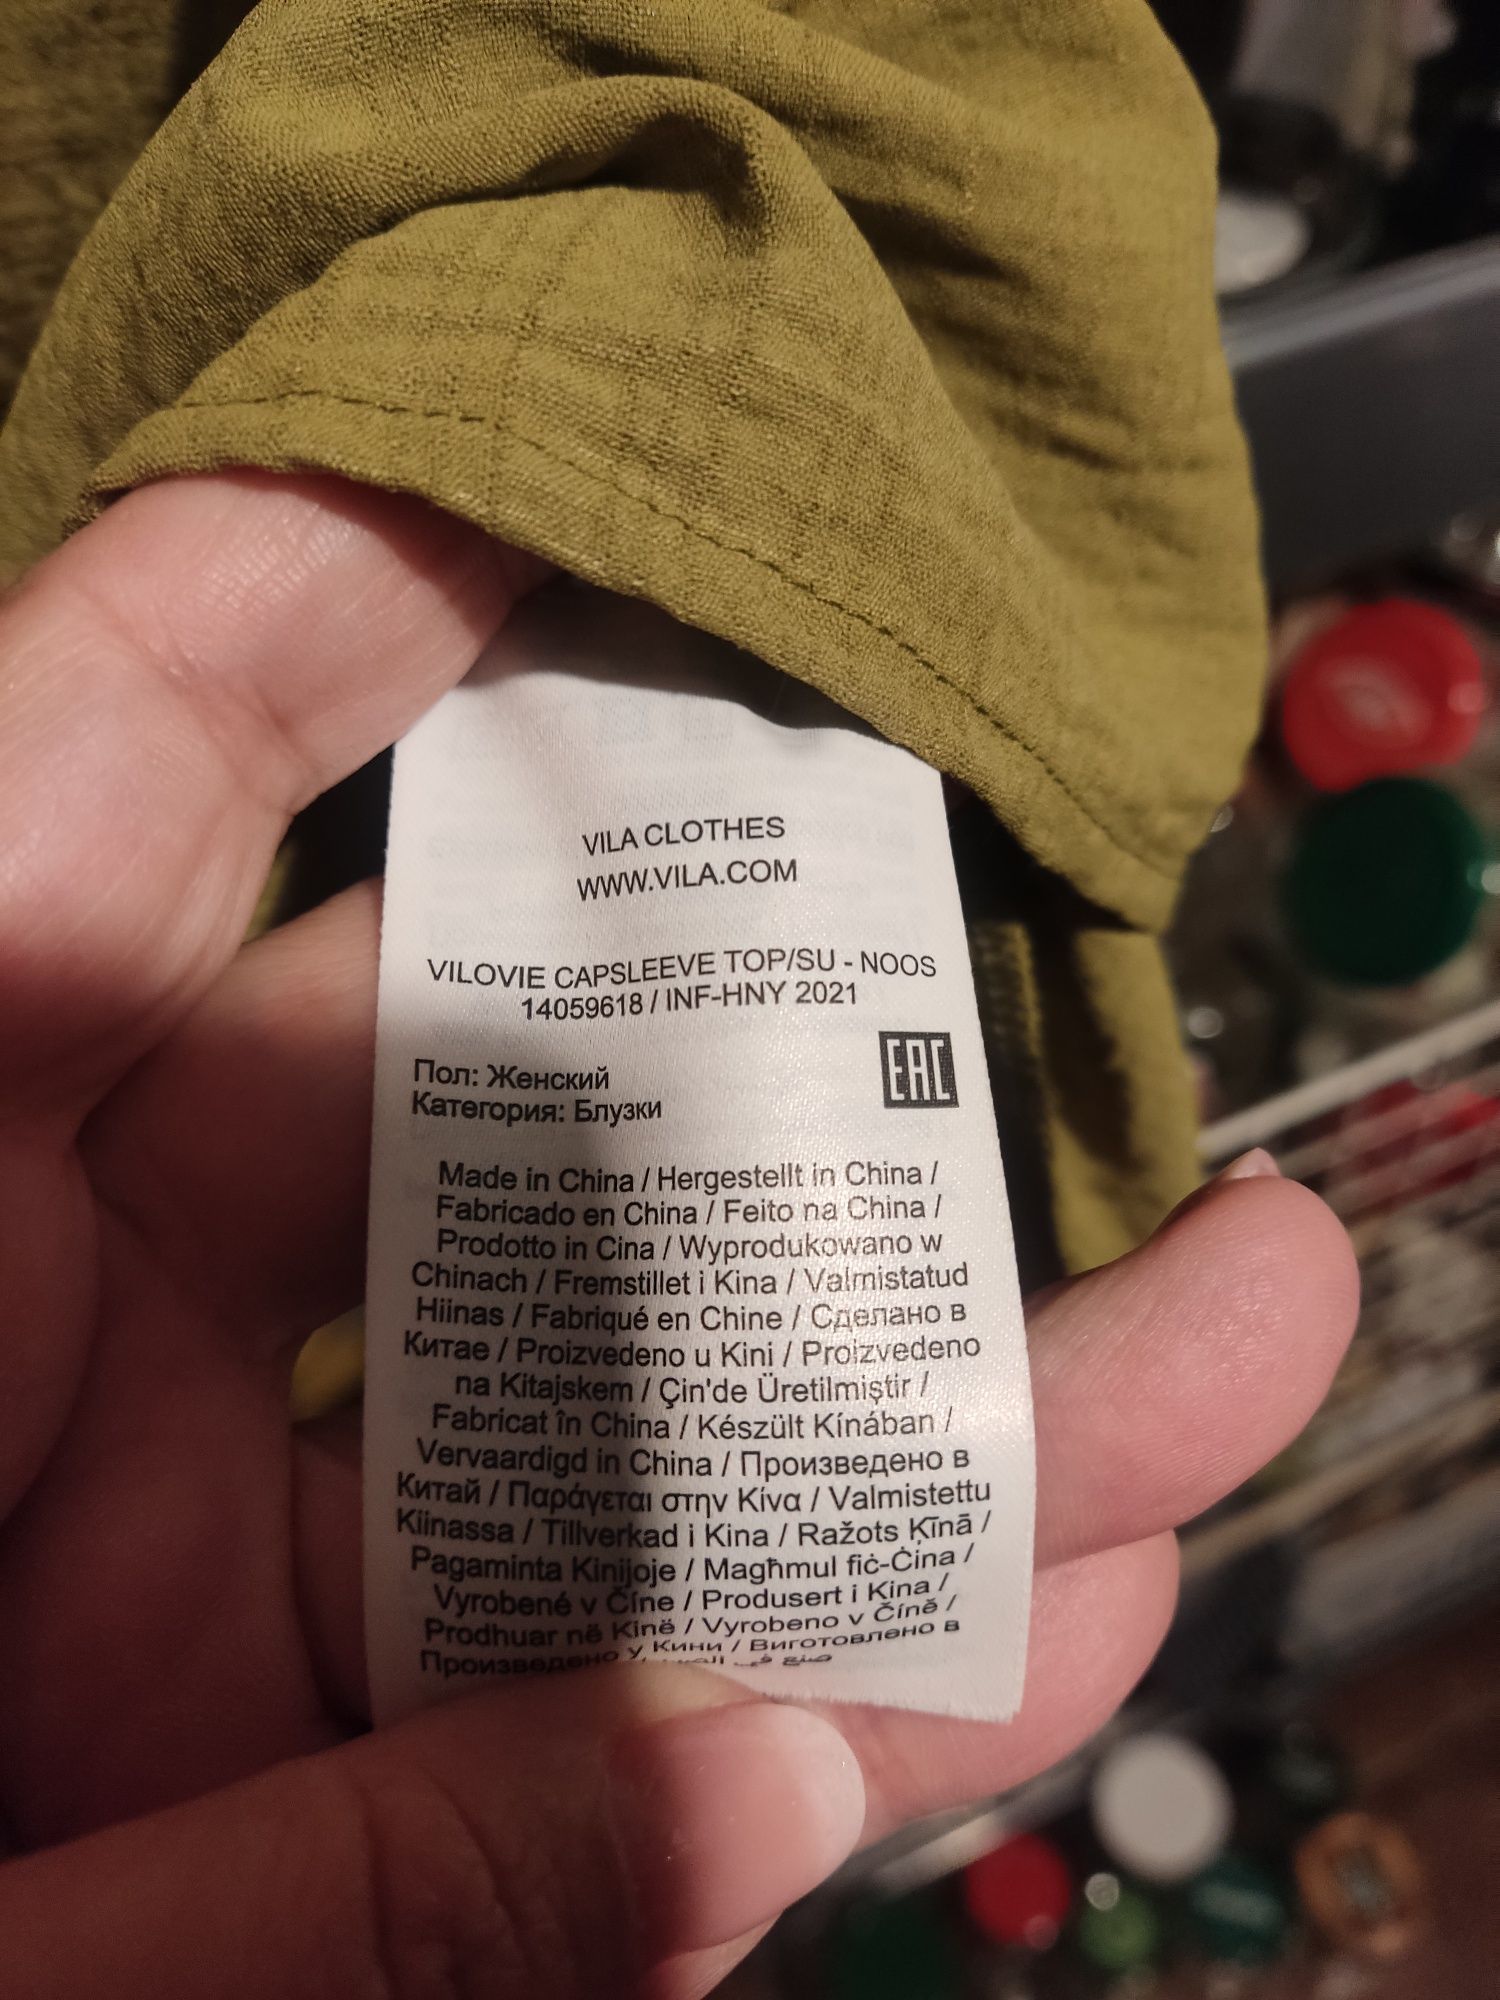 VILA CLOTHES
WWW.VILA.COM
VILOVIE CAPSLEEVE TOP/SU - NOOS
14059618 / INF-HNY 2021
EAC
Пол: Женский
Категория: Блузки
Made in China / Hergestellt in China /
Fabricado en China / Feito na China /
Prodotto in Cina / Wyprodukowano w
Chinach / Fremstillet i Kina / Valmistatud
Hiinas / Fabriqué en Chine / Сделано в
Китае / Proizvedeno u Kini / Proizvedeno
na Kitajskem / Çin'de Üretilmiştir /
Fabricat în China / Készült Kínában /
Vervaardigd in China / Произведено в
Китай / Παράγεται στην Κίνα / Valmistettu
Kiinassa / Tillverkad i Kina / Ražots Ķīnā /
Pagaminta Kinijoje / Magħmul fiċ-Ċina /
Vyrobené v Číne / Produsert i Kina /
Prodhuar në Kinë / Vyrobeno v Číně /
Произведено у Кини / Виготовлено в
صنع في